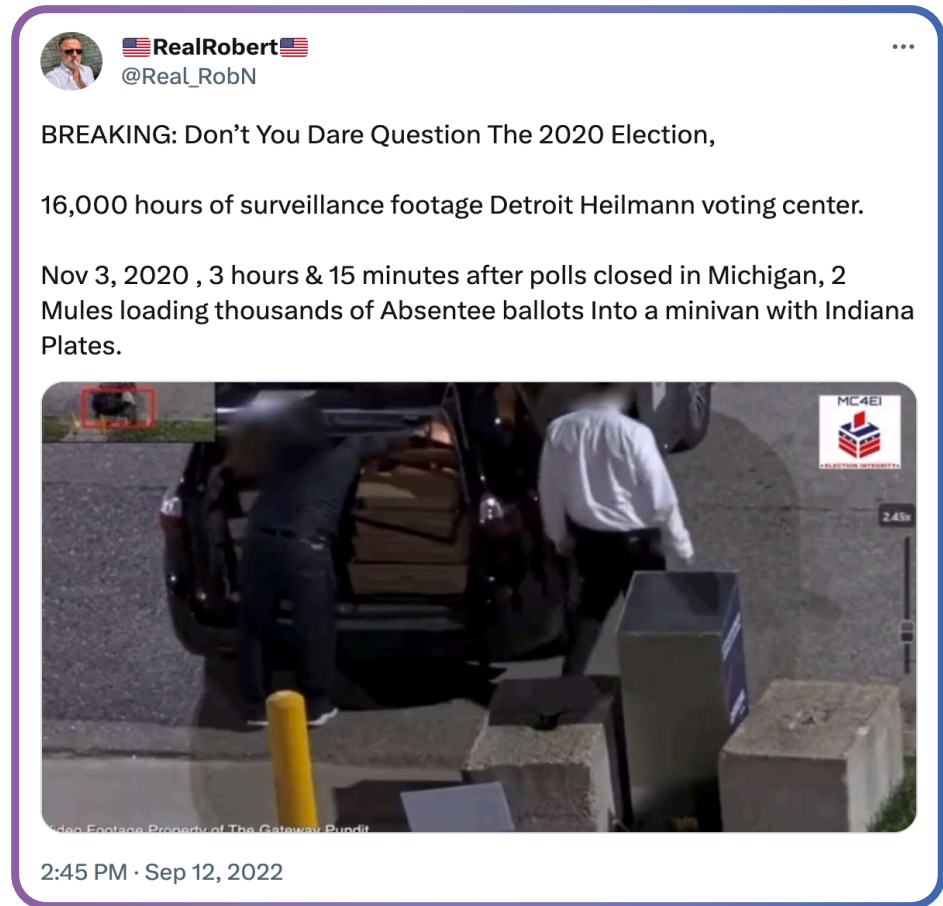 🇺🇸RealRobert🇺🇸
@Real_RobN
BREAKING: Don’t You Dare Question The 2020 Election,
16,000 hours of surveillance footage Detroit Heilmann voting center.
Nov 3, 2020 , 3 hours & 15 minutes after polls closed in Michigan, 2
Mules loading thousands of Absentee ballots Into a minivan with Indiana
Plates.
MC4EI
ELECTION INTEGRITY
2.45x
Video Footage Property of The Gateway Pundit
2:45 PM · Sep 12, 2022